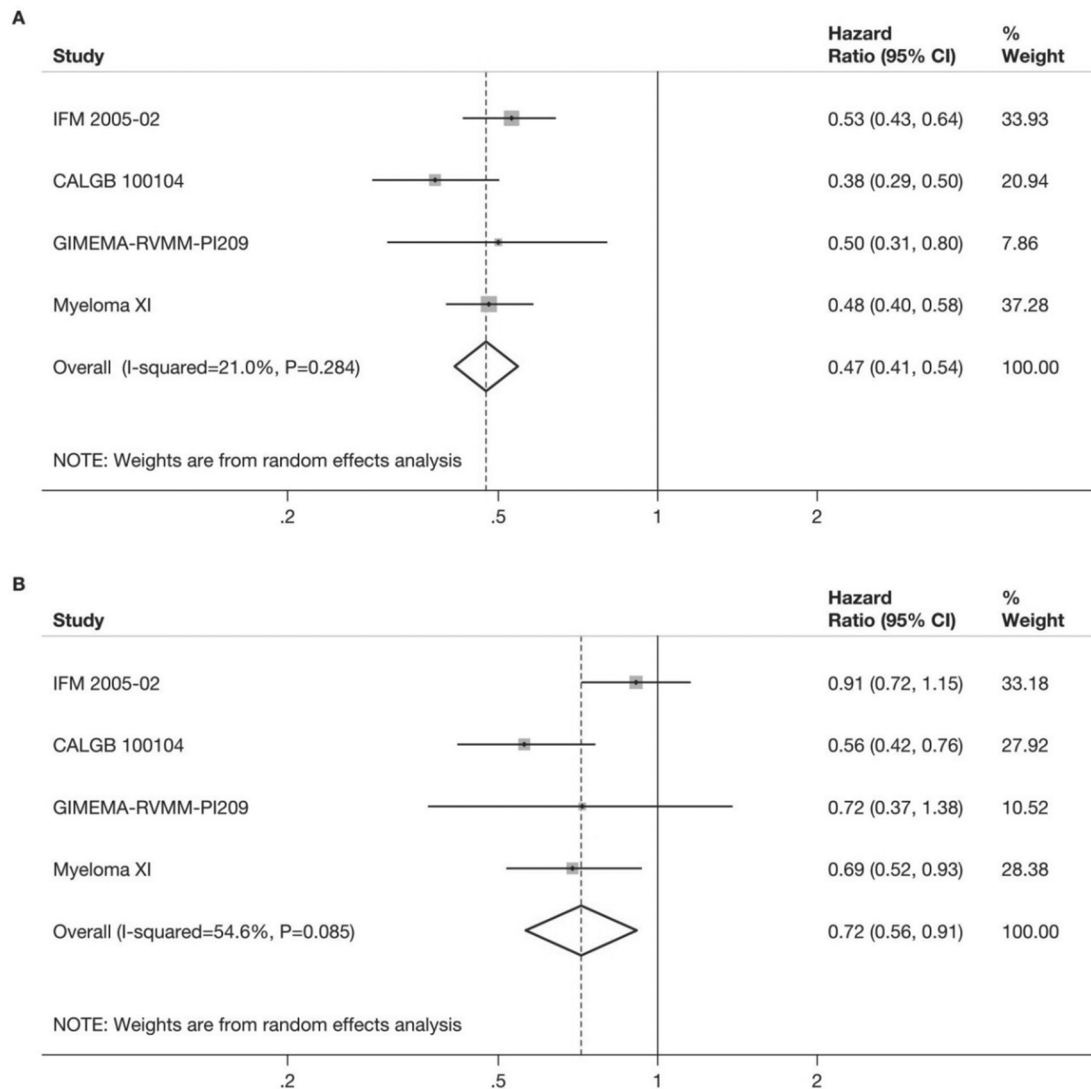 A
Study Hazard Ratio (95% CI) % Weight
IFM 2005-02 0.53 (0.43, 0.64) 33.93
CALGB 100104 0.38 (0.29, 0.50) 20.94
GIMEMA-RVMM-PI209 0.50 (0.31, 0.80) 7.86
Myeloma XI 0.48 (0.40, 0.58) 37.28
Overall (I-squared=21.0%, P=0.284) 0.47 (0.41, 0.54) 100.00
NOTE: Weights are from random effects analysis
.2 .5 1 2
B
Study Hazard Ratio (95% CI) % Weight
IFM 2005-02 0.91 (0.72, 1.15) 33.18
CALGB 100104 0.56 (0.42, 0.76) 27.92
GIMEMA-RVMM-PI209 0.72 (0.37, 1.38) 10.52
Myeloma XI 0.69 (0.52, 0.93) 28.38
Overall (I-squared=54.6%, P=0.085) 0.72 (0.56, 0.91) 100.00
NOTE: Weights are from random effects analysis
.2 .5 1 2